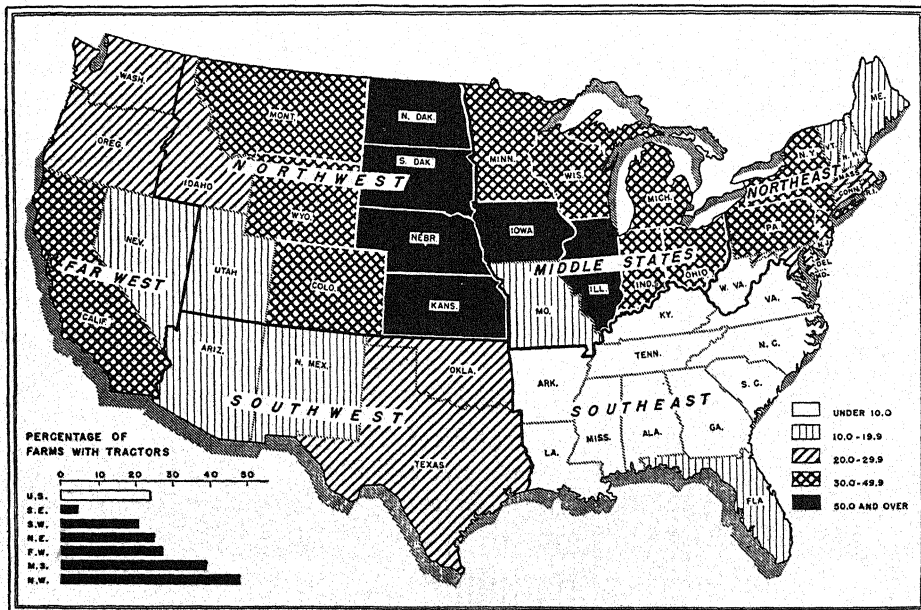 WASH.
MONT.
N. DAK.
MINN.
ME.
OREG.
IDAHO
S. DAK
WIS.
MICH.
N.Y.
VT.
N.H.
MASS.
CONN.
R.I.
NORTHWEST
NORTHEAST
WYO.
NEBR.
IOWA
PA.
N.J.
NEV.
UTAH
FAR WEST
COLO.
KANS.
MIDDLE STATES
ILL.
IND.
OHIO
DEL.
MD.
W. VA.
VA.
CALIF.
MO.
KY.
ARIZ.
N. MEX.
OKLA.
TENN.
N. C.
ARK.
S. C.
SOUTHWEST
SOUTHEAST
TEXAS
LA.
MISS.
ALA.
GA.
FLA
UNDER 10.0
10.0-19.9
20.0-29.9
30.0-49.9
50.0 AND OVER
PERCENTAGE OF
FARMS WITH TRACTORS
0 10 20 30 40 50
U.S.
S.E.
S.W.
N.E.
F.W.
M.S.
N.W.